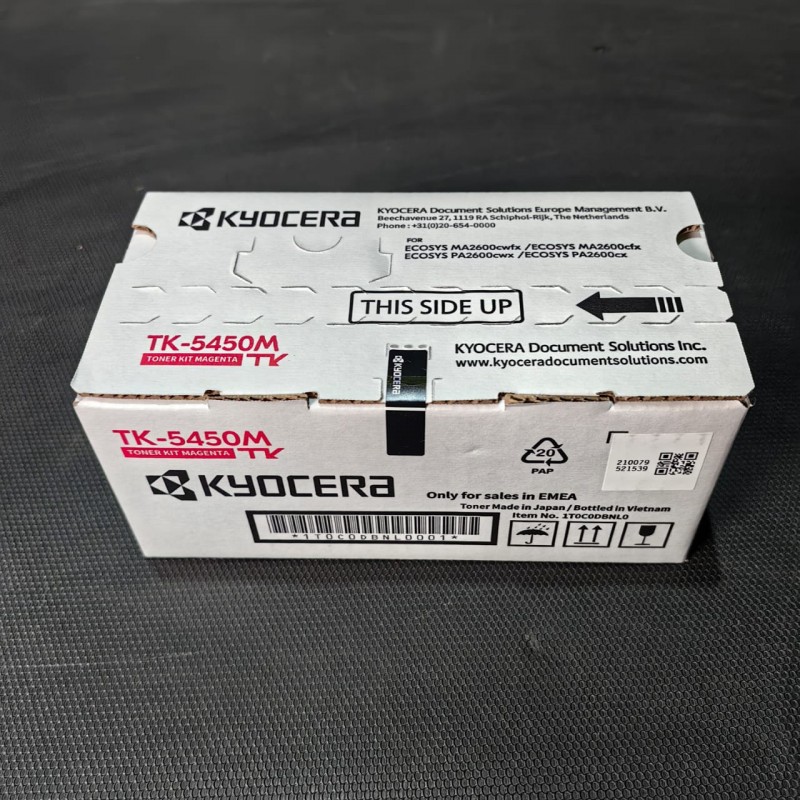 KYOCERA
KYOCERA Document Solutions Europe Management B.V.
Beechavenue 27, 1119 RA Schiphol-Rijk, The Netherlands
Phone : +31(0)20-654-0000
FOR
ECOSYS MA2600cwfx /ECOSYS MA2600cfx
ECOSYS PA2600cwx /ECOSYS PA2600cx
THIS SIDE UP
TK-5450M
TONER KIT MAGENTA TK
KYOCERA Document Solutions Inc.
www.kyoceradocumentsolutions.com
KYOCERA
TK-5450M
TONER KIT MAGENTA TK
KYOCERA
20
PAP
210079
521539
Only for sales in EMEA
Toner Made in Japan / Bottled in Vietnam
Item No. 1T0C0DBNL0
*1T0C0DBNL0001*